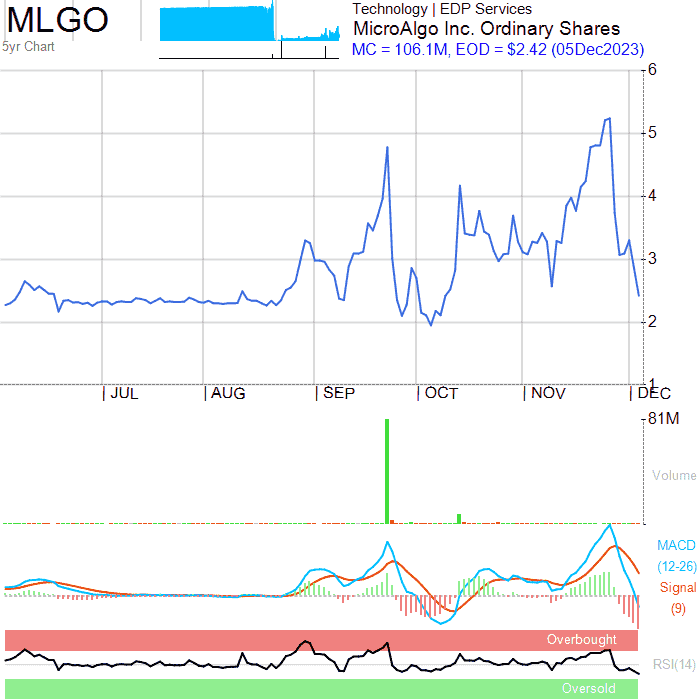 MLGO
5yr Chart
Technology | EDP Services
MicroAlgo Inc. Ordinary Shares
MC = 106.1M, EOD = $2.42 (05Dec2023)
6
5
4
3
2
1
| JUL | AUG | SEP | OCT | NOV | DEC
81M
Volume
MACD
(12-26)
Signal
(9)
Overbought
RSI(14)
Oversold